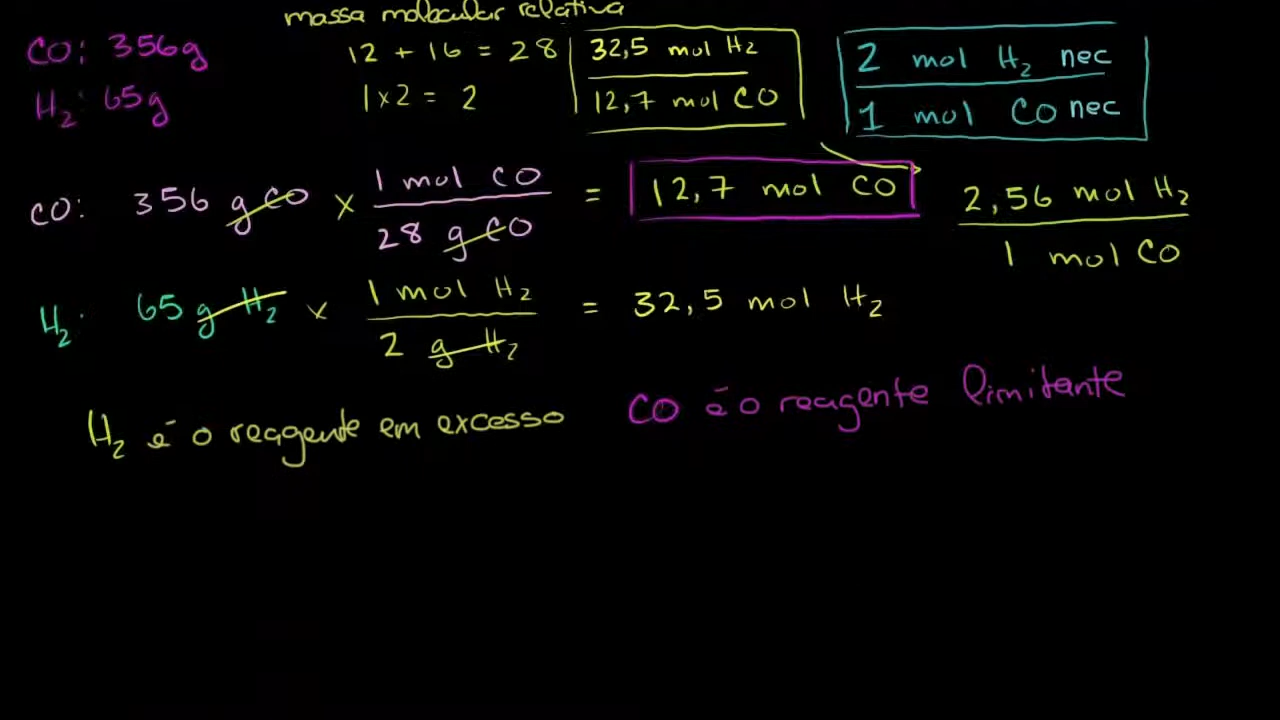 massa molecular relativa
CO: 356g
12 + 16 = 28
32,5 mol H₂
12,7 mol CO
2 mol H₂ nec
1 mol CO nec
H₂: 65g
1x2 = 2
CO: 356 g CO x 1 mol CO = 12,7 mol CO
28 g CO
2,56 mol H₂
1 mol CO
H₂: 65 g H₂ x 1 mol H₂ = 32,5 mol H₂
2 g H₂
H₂ é o reagente em excesso
CO é o reagente limitante